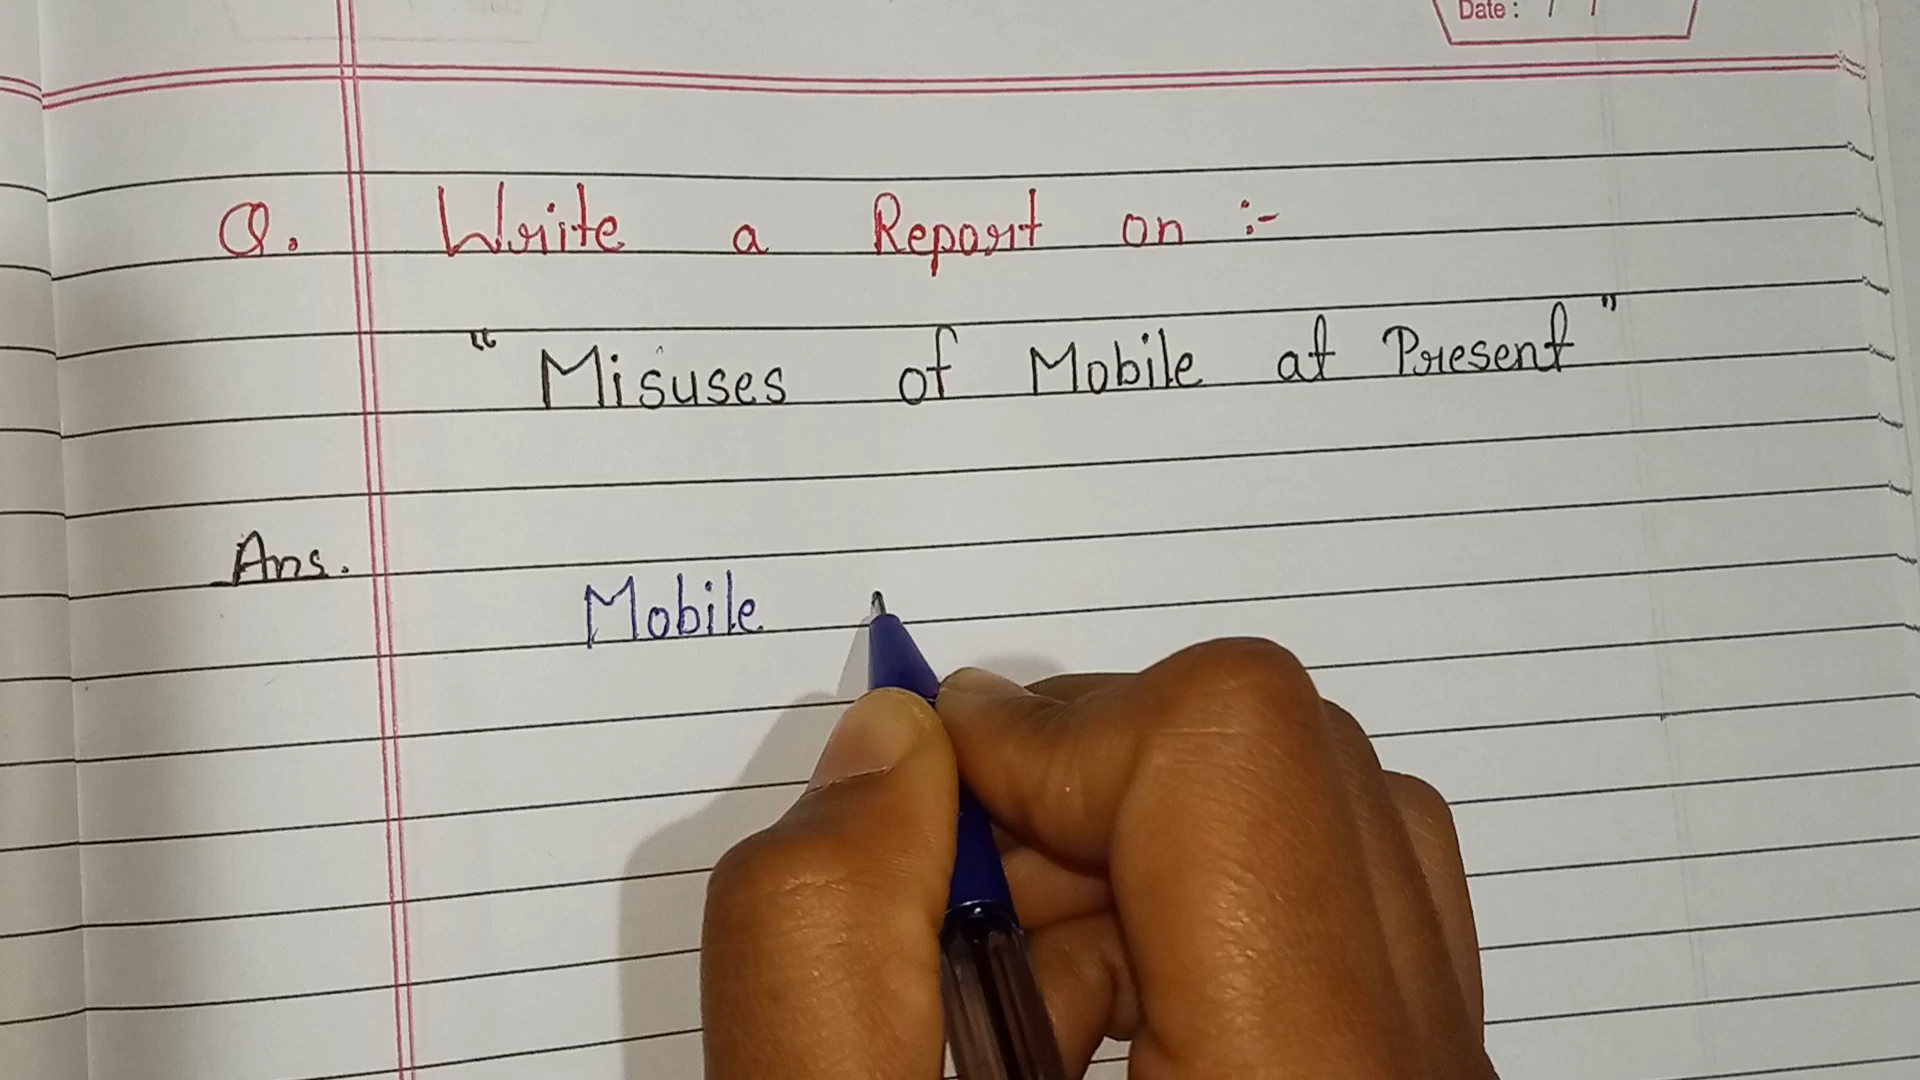 Date : / /
Q. Write a Report on :-
"Misuses of Mobile at Present"
Ans.
Mobile